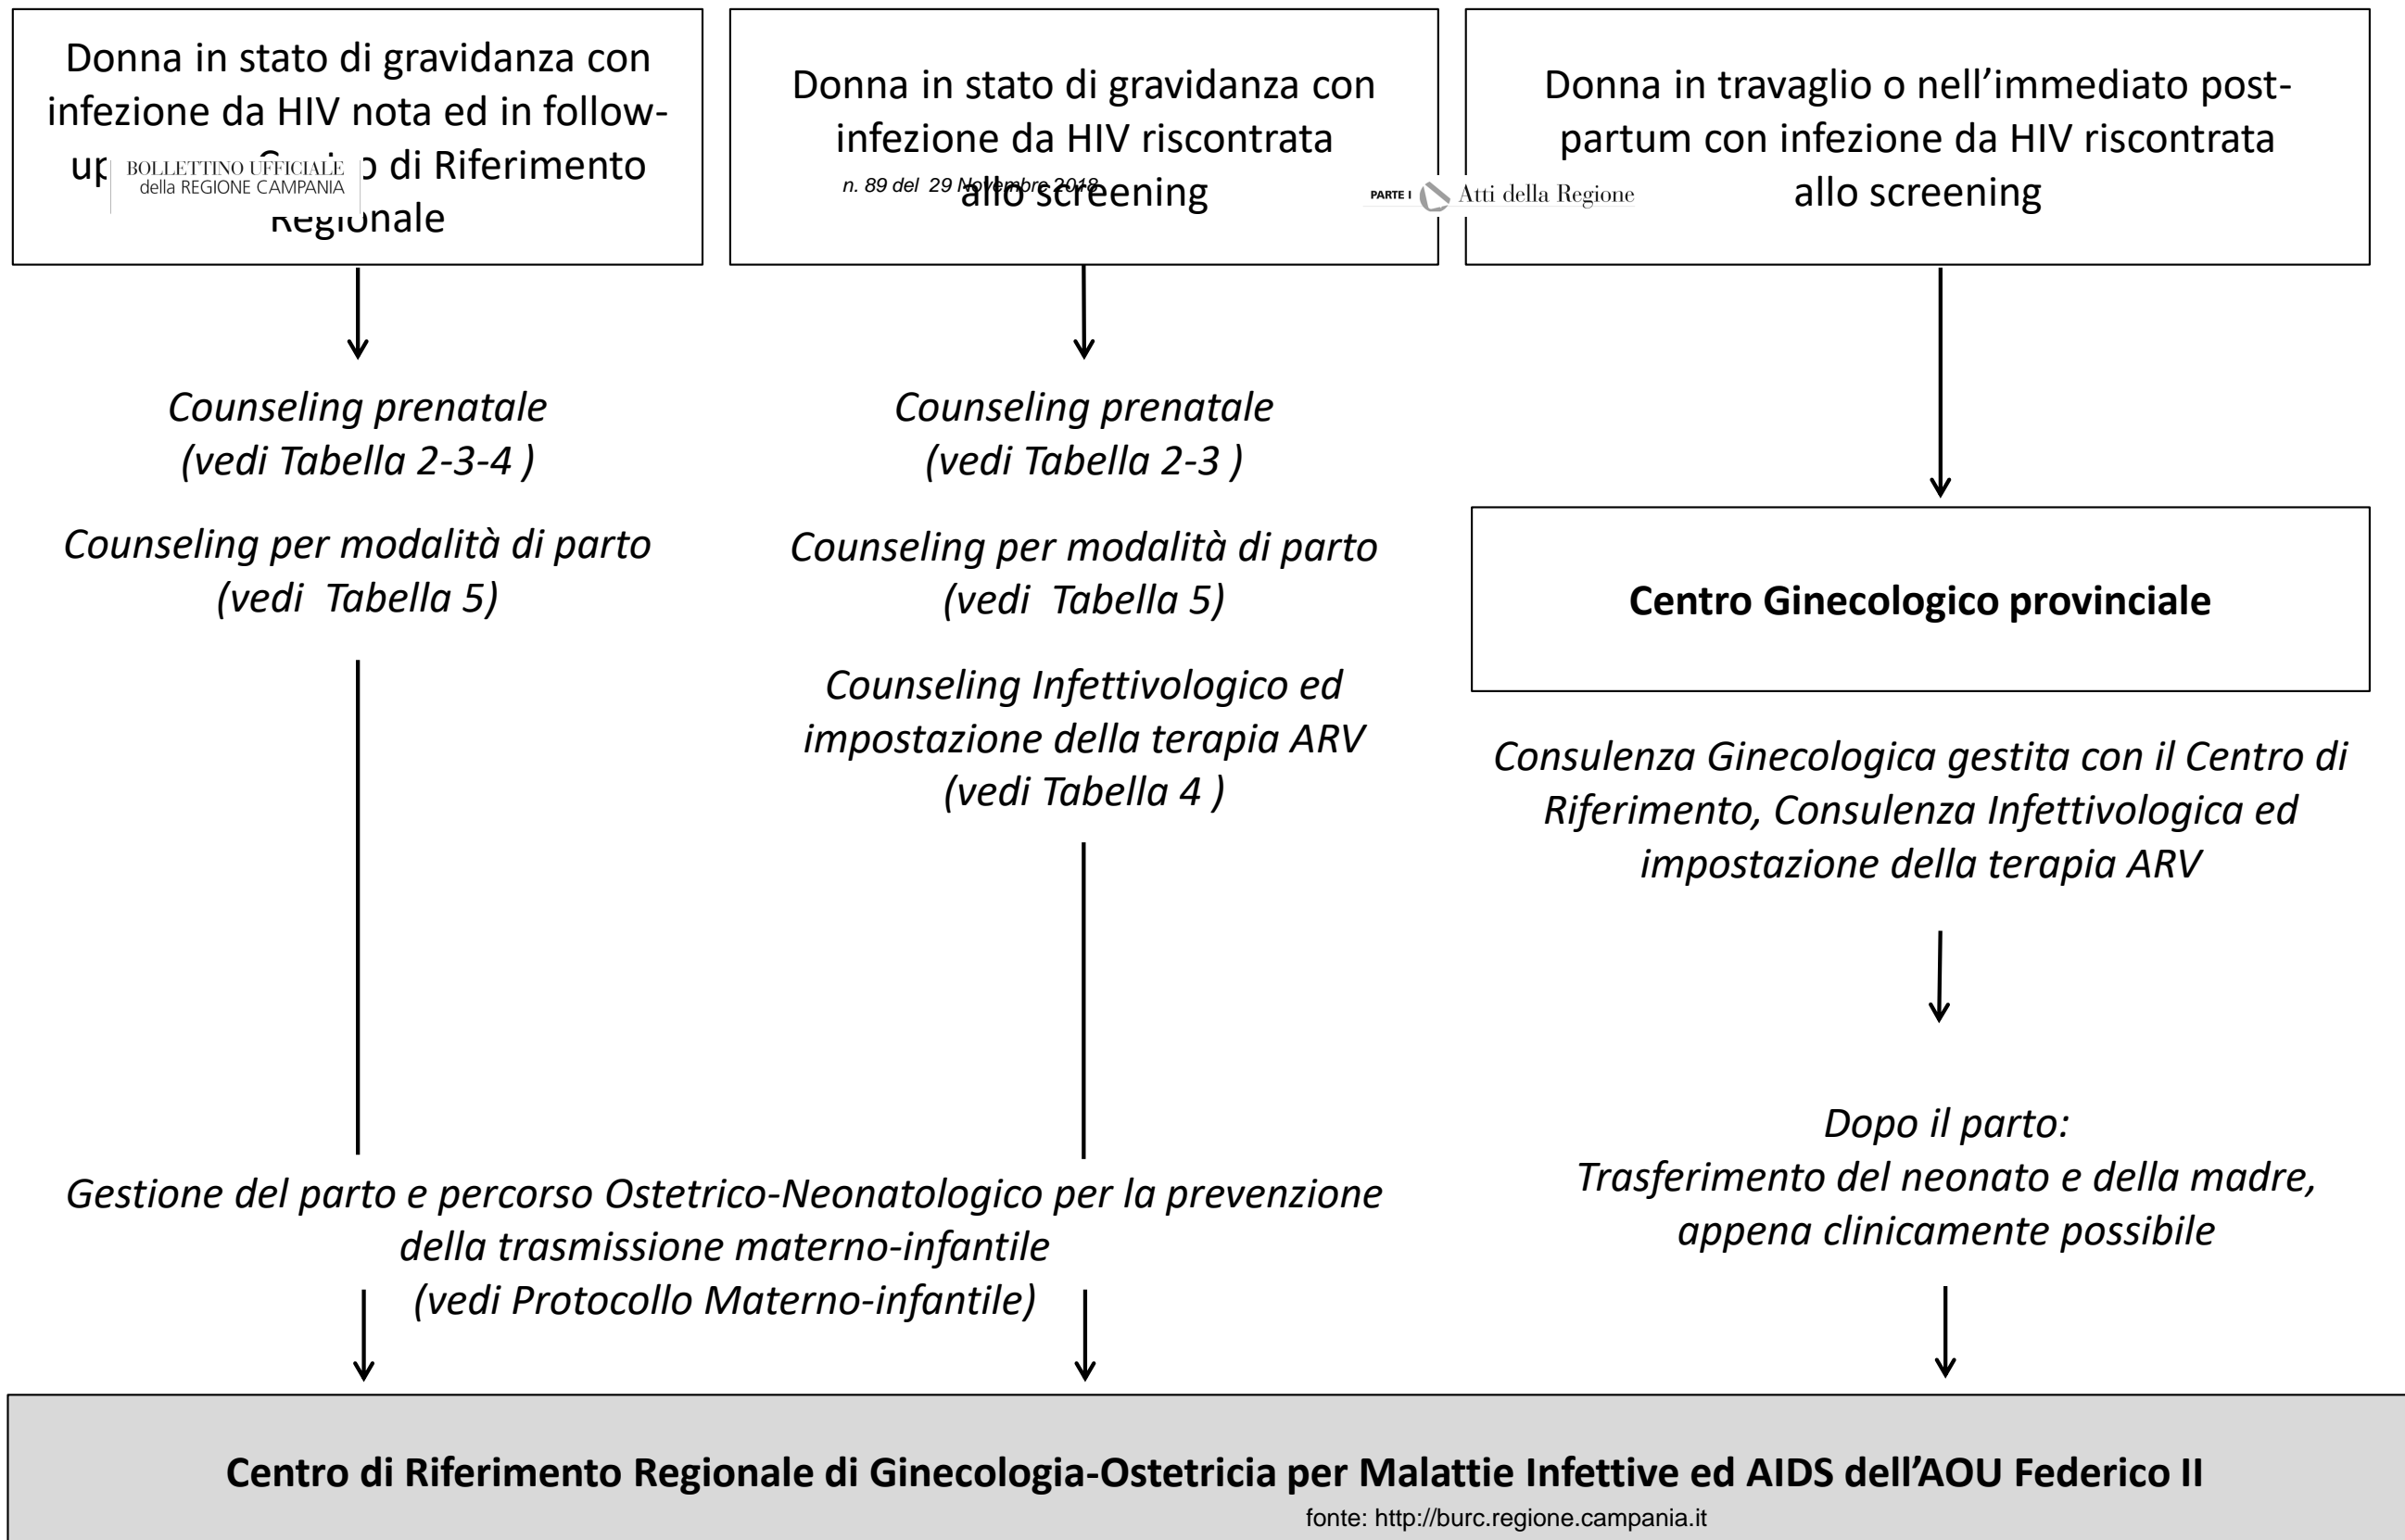 Donna in stato di gravidanza con
infezione da HIV nota ed in follow-
up di Riferimento
Regionale
BOLLETTINO UFFICIALE
della REGIONE CAMPANIA
Donna in stato di gravidanza con
infezione da HIV riscontrata
allo screening
n. 89 del 29 Novembre 2018
PARTE I Atti della Regione
Donna in travaglio o nell’immediato post-
partum con infezione da HIV riscontrata
allo screening
Counseling prenatale
(vedi Tabella 2-3-4 )
Counseling per modalità di parto
(vedi Tabella 5)
Counseling prenatale
(vedi Tabella 2-3 )
Counseling per modalità di parto
(vedi Tabella 5)
Counseling Infettivologico ed
impostazione della terapia ARV
(vedi Tabella 4 )
Centro Ginecologico provinciale
Consulenza Ginecologica gestita con il Centro di
Riferimento, Consulenza Infettivologica ed
impostazione della terapia ARV
Gestione del parto e percorso Ostetrico-Neonatologico per la prevenzione
della trasmissione materno-infantile
(vedi Protocollo Materno-infantile)
Dopo il parto:
Trasferimento del neonato e della madre,
appena clinicamente possibile
Centro di Riferimento Regionale di Ginecologia-Ostetricia per Malattie Infettive ed AIDS dell’AOU Federico II
fonte: http://burc.regione.campania.it